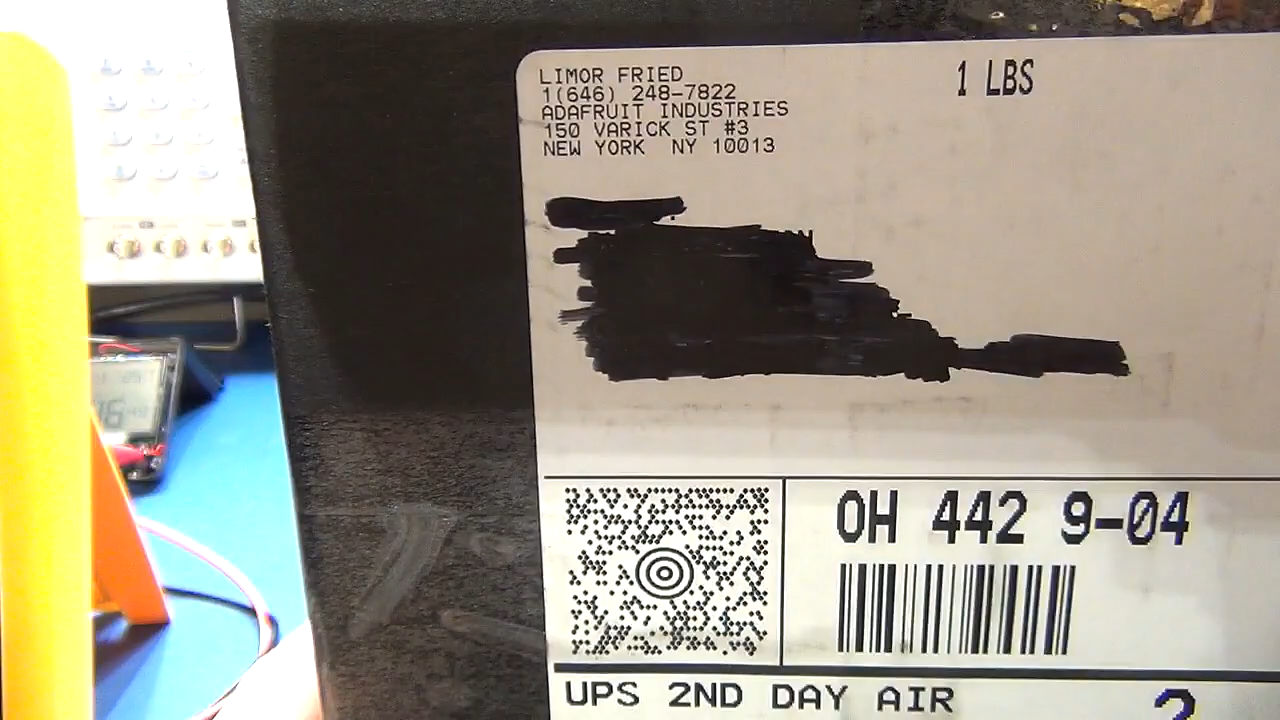 LIMOR FRIED
1 LBS
1(646) 248-7822
ADAFRUIT INDUSTRIES
150 VARICK ST #3
NEW YORK NY 10013
OH 442 9-04
UPS 2ND DAY AIR
2